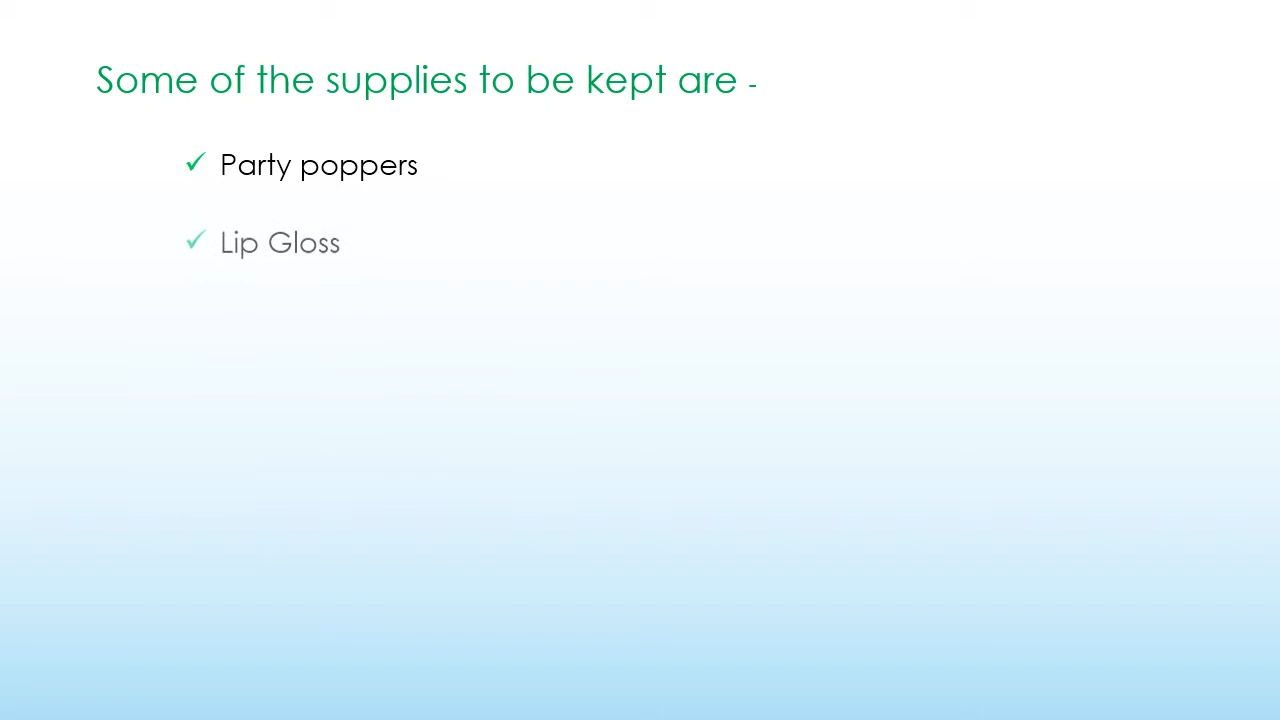 Some of the supplies to be kept are -
✓ Party poppers
✓ Lip Gloss